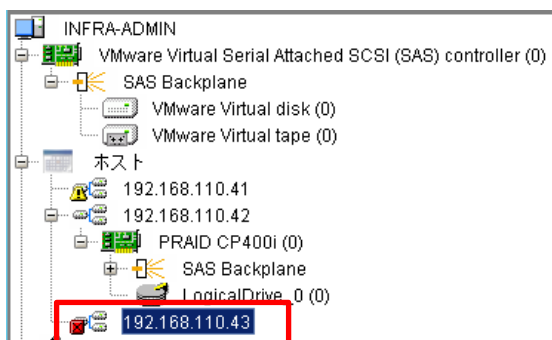 INFRA-ADMIN
VMware Virtual Serial Attached SCSI (SAS) controller (0)
SAS Backplane
VMware Virtual disk (0)
VMware Virtual tape (0)
ホスト
192.168.110.41
192.168.110.42
PRAID CP400i (0)
SAS Backplane
LogicalDrive_0 (0)
192.168.110.43